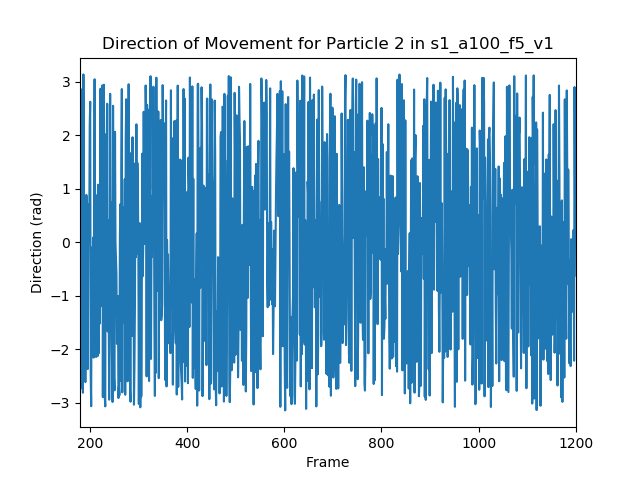 Direction of Movement for Particle 2 in s1_a100_f5_v1
3
2
1
0
−1
−2
−3
Direction (rad)
200 400 600 800 1000 1200
Frame